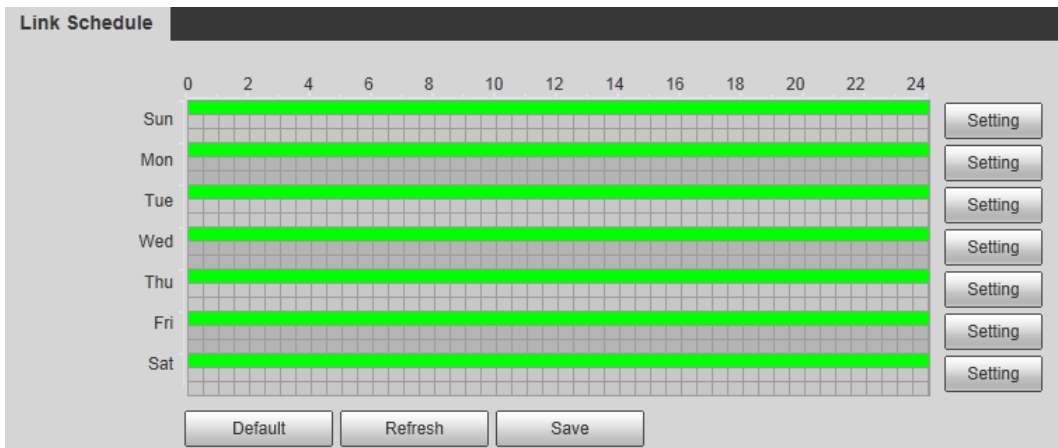 Link Schedule
0 2 4 6 8 10 12 14 16 18 20 22 24
Sun Setting
Mon Setting
Tue Setting
Wed Setting
Thu Setting
Fri Setting
Sat Setting
Default Refresh Save